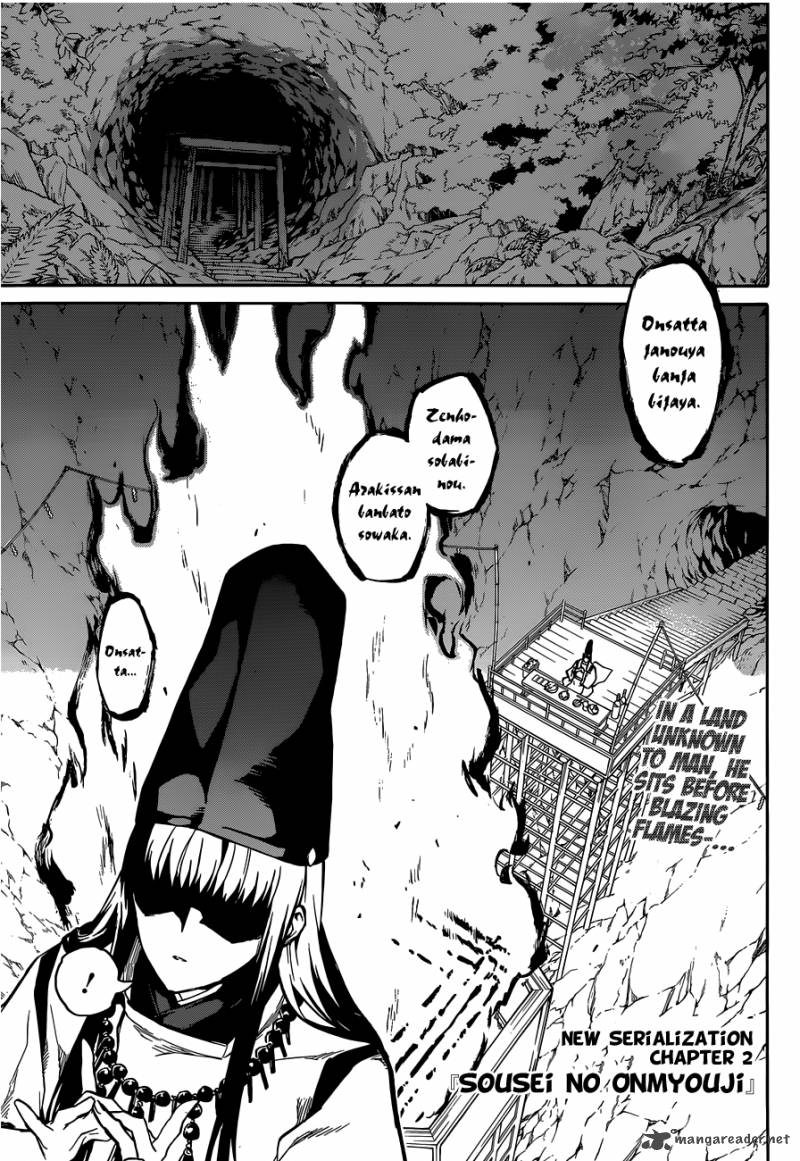 Onsatta
janouya
banja
bijaya.
Zenho-
dama
sobabi-
nou.
Arakissan
banbato
sowaka.
Onsat-
ta...
!
IN A LAND
UNKNOWN
TO MAN, HE
SITS BEFORE
BLAZING
FLAMES-...
NEW SERIALIZATION
CHAPTER 2
『SOUSEI NO ONMYOUJI』
mangareader.net